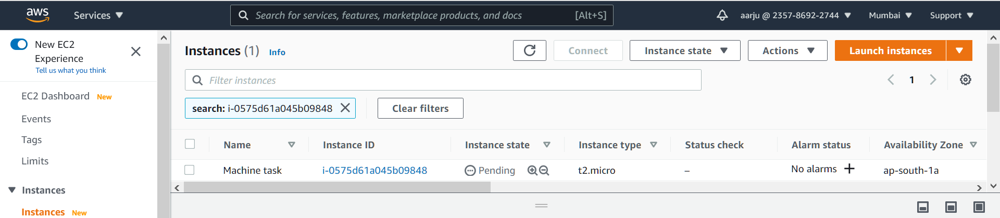 aws Services Search for services, features, marketplace products, and docs [Alt+S] aarju @ 2357-8692-2744 Mumbai Support
New EC2
Experience
Tell us what you think
EC2 Dashboard New
Events
Tags
Limits
Instances
Instances New
Instances (1) Info Connect Instance state Actions Launch instances
Filter instances 1
search: i-0575d61a045b09848 Clear filters
Name Instance ID Instance state Instance type Status check Alarm status Availability Zone
Machine task i-0575d61a045b09848 Pending t2.micro – No alarms + ap-south-1a